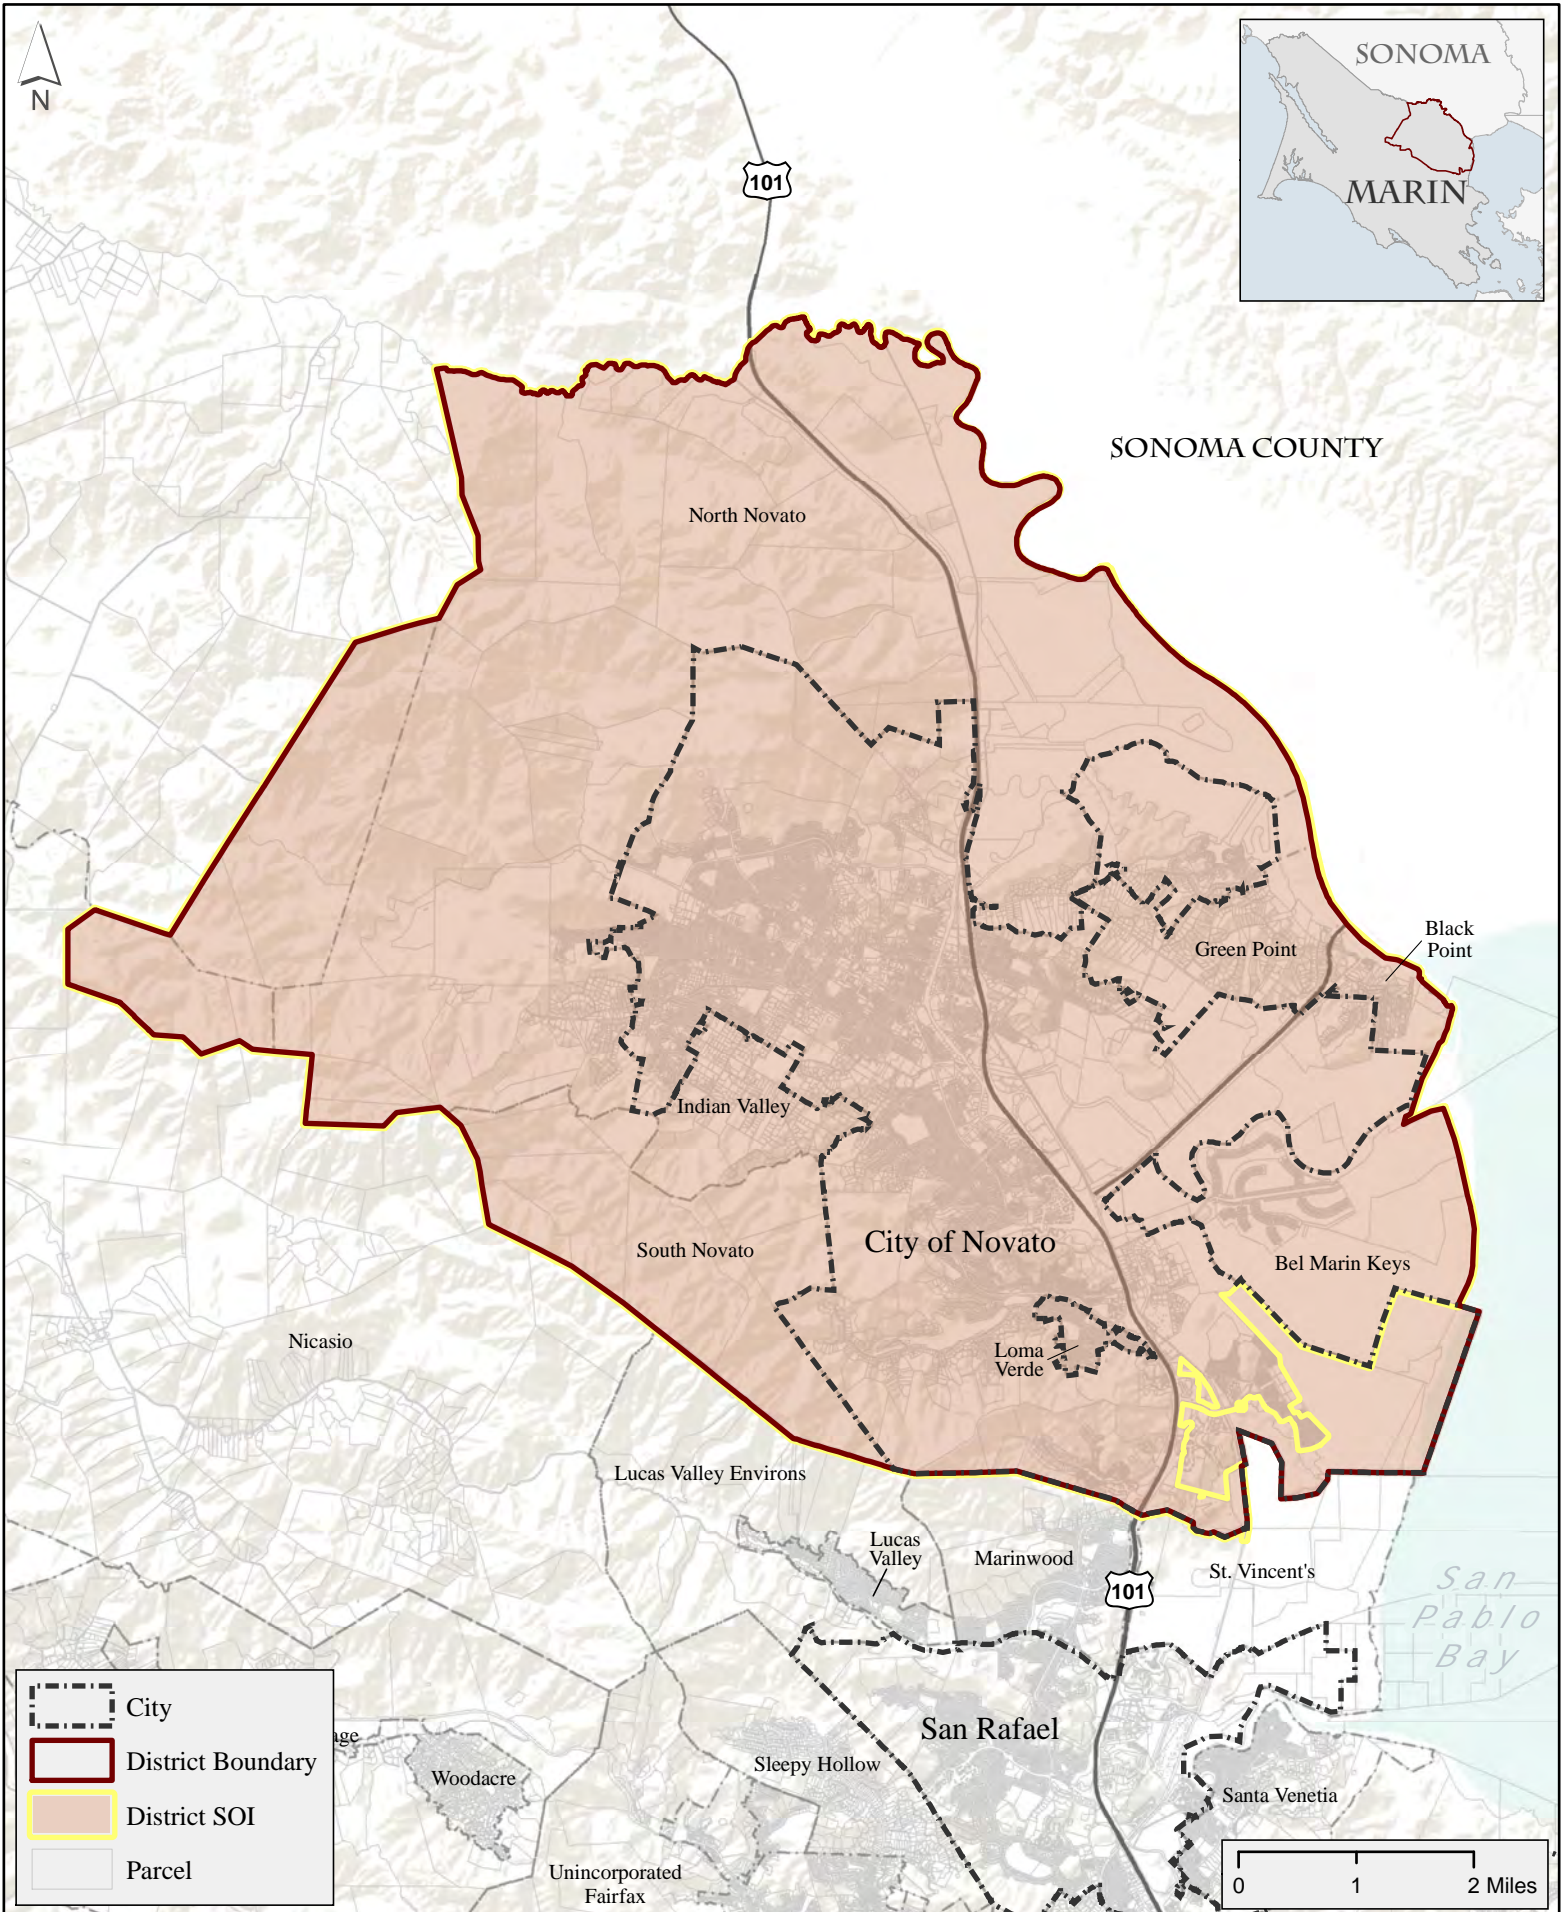 N
SONOMA
MARIN
101
SONOMA COUNTY
North Novato
Black
Point
Green Point
Indian Valley
City of Novato
South Novato
Bel Marin Keys
Nicasio
Loma
Verde
Lucas Valley Environs
Lucas
Valley
Marinwood
101
St. Vincent's
San
Pablo
Bay
City
District Boundary
District SOI
Parcel
San Rafael
Sleepy Hollow
Woodacre
Santa Venetia
Unincorporated
Fairfax
0 1 2 Miles